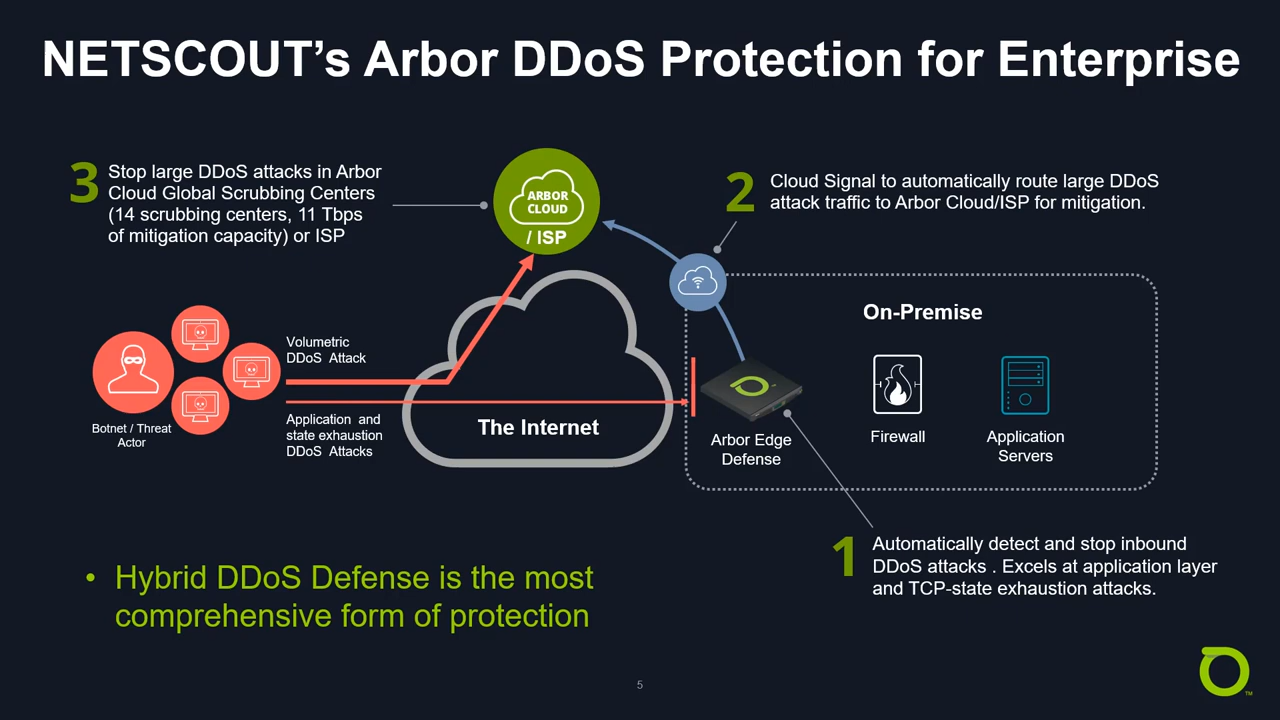 NETSCOUT’s Arbor DDoS Protection for Enterprise
3
Stop large DDoS attacks in Arbor
Cloud Global Scrubbing Centers
(14 scrubbing centers, 11 Tbps
of mitigation capacity) or ISP
ARBOR
CLOUD
/ ISP
2
Cloud Signal to automatically route large DDoS
attack traffic to Arbor Cloud/ISP for mitigation.
On-Premise
Volumetric
DDoS Attack
Botnet / Threat
Actor
Application and
state exhaustion
DDoS Attacks
The Internet
Arbor Edge
Defense
Firewall
Application
Servers
1
Automatically detect and stop inbound
DDoS attacks . Excels at application layer
and TCP-state exhaustion attacks.
• Hybrid DDoS Defense is the most
comprehensive form of protection
5
TM